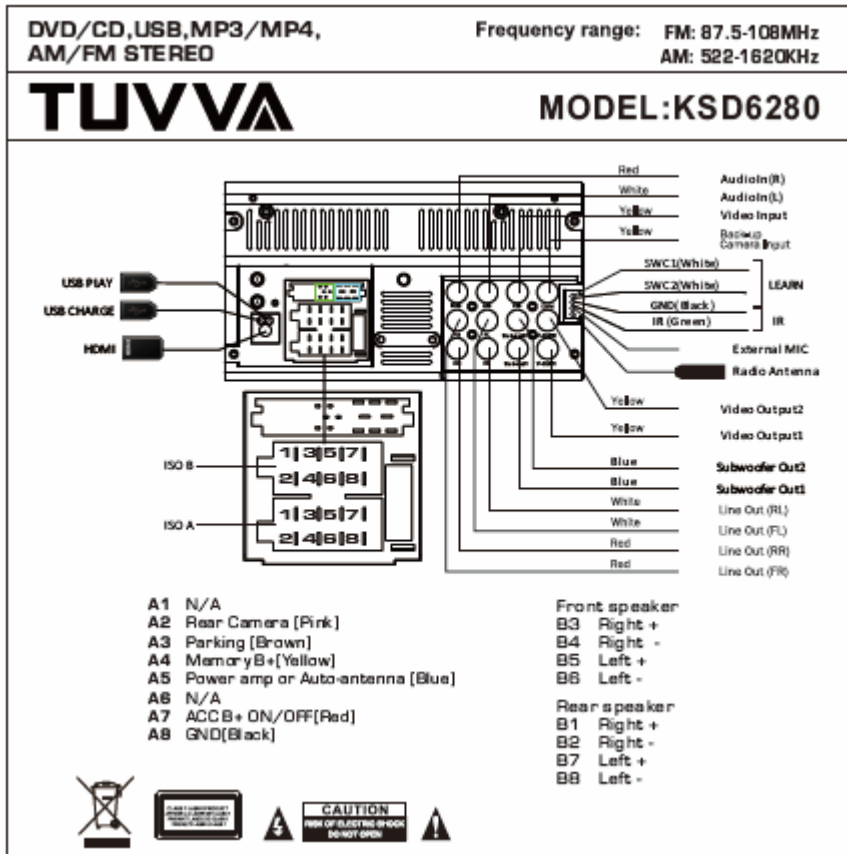 DVD/CD,USB,MP3/MP4,
AM/FM STEREO
Frequency range: FM: 87.5-108MHz
AM: 522-1620KHz
TUVVA
MODEL:KSD6280
Red
AudioIn(R)
White
AudioIn(L)
Yellow
Video Input
Yellow
Backup
Camera Input
SWC1(White)
SWC2(White)
LEARN
GND(Black)
IR (Green)
IR
External MIC
Radio Antenna
USB PLAY
USB CHARGE
HDMI
Yellow
Video Output2
Yellow
Video Output1
Blue
Subwoofer Out2
Blue
Subwoofer Out1
White
Line Out (RL)
White
Line Out (FL)
Red
Line Out (RR)
Red
Line Out (FR)
ISO B
1 3 5 7
2 4 6 8
ISO A
1 3 5 7
2 4 6 8
A1 N/A
A2 Rear Camera [Pink]
A3 Parking [Brown]
A4 Memory B+[Yellow]
A5 Power amp or Auto-antenna [Blue]
A6 N/A
A7 ACC B+ ON/OFF[Red]
A8 GND[Black]
Front speaker
B3 Right +
B4 Right -
B5 Left +
B6 Left -
Rear speaker
B1 Right +
B2 Right -
B7 Left +
B8 Left -
CAUTION
RISK OF ELECTRIC SHOCK
DO NOT OPEN